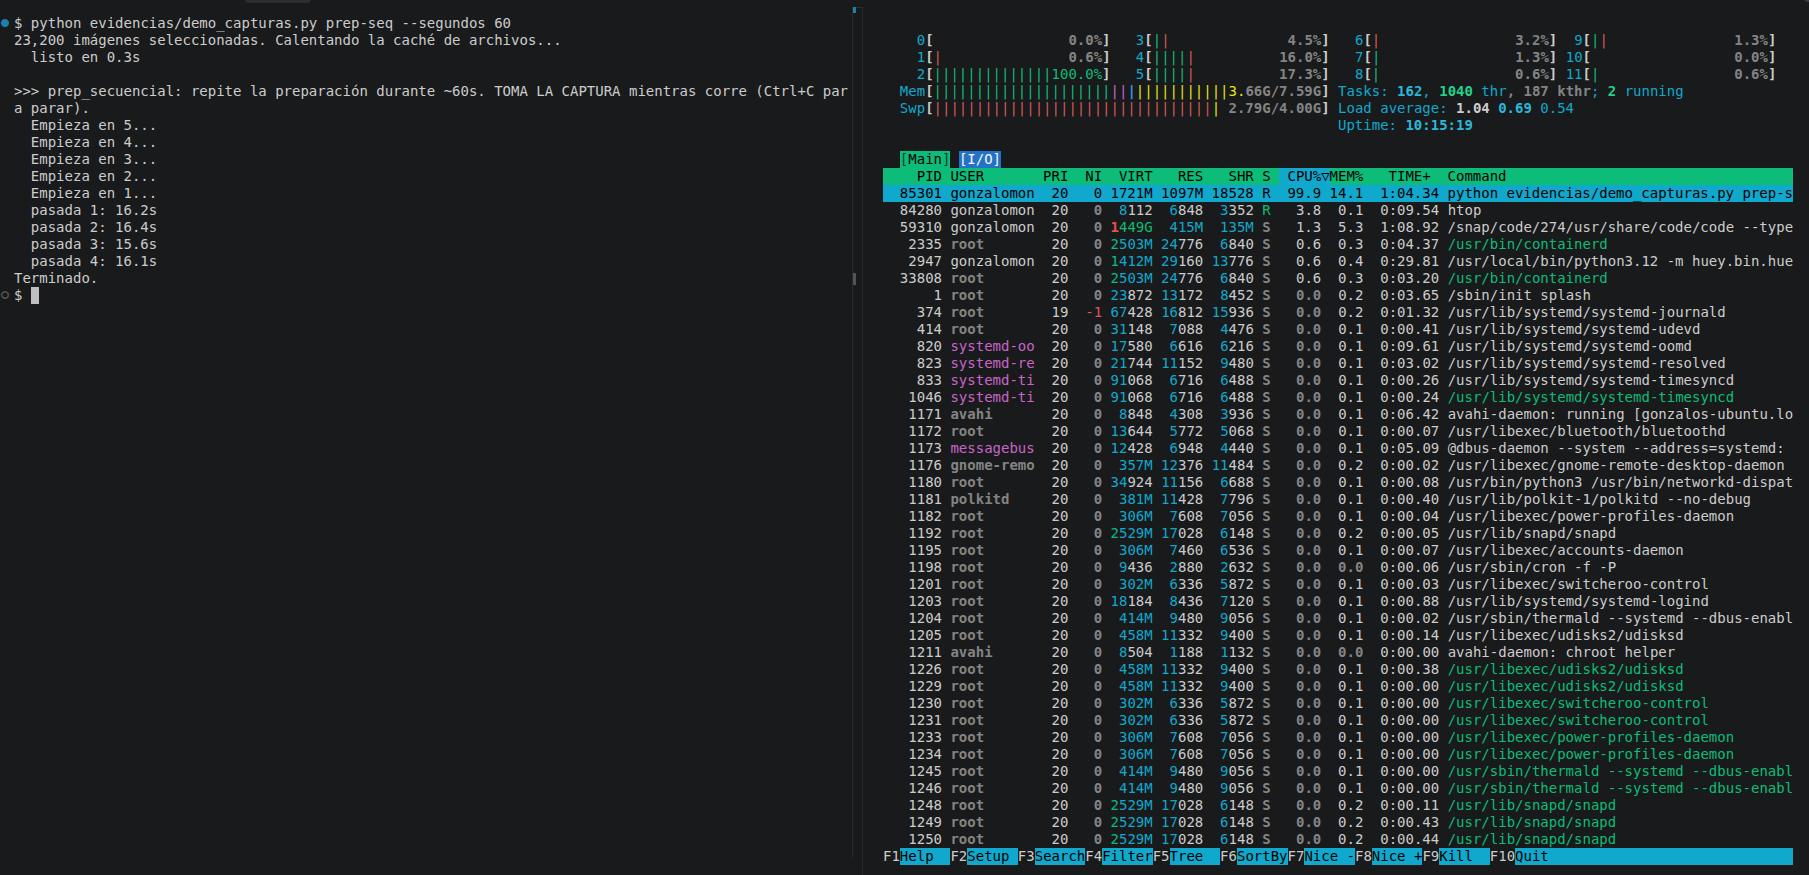 $ python evidencias/demo_capturas.py prep-seq --segundos 60
23,200 imágenes seleccionadas. Calentando la caché de archivos...
  listo en 0.3s
>>> prep_secuencial: repite la preparación durante ~60s. TOMA LA CAPTURA mientras corre (Ctrl+C par
a parar).
  Empieza en 5...
  Empieza en 4...
  Empieza en 3...
  Empieza en 2...
  Empieza en 1...
  pasada 1: 16.2s
  pasada 2: 16.4s
  pasada 3: 15.6s
  pasada 4: 16.1s
Terminado.
$
0[ 0.0%] 3[|| 4.5%] 6[| 3.2%] 9[|| 1.3%]
1[| 0.6%] 4[||||| 16.0%] 7[| 1.3%] 10[ 0.0%]
2[||||||||||||||100.0%] 5[||||| 17.3%] 8[| 0.6%] 11[| 0.6%]
Mem[|||||||||||||||||||||||||||||||||||3.66G/7.59G] Tasks: 162, 1040 thr, 187 kthr; 2 running
Swp[|||||||||||||||||||||||||||||||||| 2.79G/4.00G] Load average: 1.04 0.69 0.54
Uptime: 10:15:19
[Main] [I/O]
PID USER PRI NI VIRT RES SHR S CPU%▽MEM% TIME+ Command
85301 gonzalomon 20 0 1721M 1097M 18528 R 99.9 14.1 1:04.34 python evidencias/demo_capturas.py prep-s
84280 gonzalomon 20 0 8112 6848 3352 R 3.8 0.1 0:09.54 htop
59310 gonzalomon 20 0 1449G 415M 135M S 1.3 5.3 1:08.92 /snap/code/274/usr/share/code/code --type
2335 root 20 0 2503M 24776 6840 S 0.6 0.3 0:04.37 /usr/bin/containerd
2947 gonzalomon 20 0 1412M 29160 13776 S 0.6 0.4 0:29.81 /usr/local/bin/python3.12 -m huey.bin.hue
33808 root 20 0 2503M 24776 6840 S 0.6 0.3 0:03.20 /usr/bin/containerd
1 root 20 0 23872 13172 8452 S 0.0 0.2 0:03.65 /sbin/init splash
374 root 19 -1 67428 16812 15936 S 0.0 0.2 0:01.32 /usr/lib/systemd/systemd-journald
414 root 20 0 31148 7088 4476 S 0.0 0.1 0:00.41 /usr/lib/systemd/systemd-udevd
820 systemd-oo 20 0 17580 6616 6216 S 0.0 0.1 0:09.61 /usr/lib/systemd/systemd-oomd
823 systemd-re 20 0 21744 11152 9480 S 0.0 0.1 0:03.02 /usr/lib/systemd/systemd-resolved
833 systemd-ti 20 0 91068 6716 6488 S 0.0 0.1 0:00.26 /usr/lib/systemd/systemd-timesyncd
1046 systemd-ti 20 0 91068 6716 6488 S 0.0 0.1 0:00.24 /usr/lib/systemd/systemd-timesyncd
1171 avahi 20 0 8848 4308 3936 S 0.0 0.1 0:06.42 avahi-daemon: running [gonzalos-ubuntu.lo
1172 root 20 0 13644 5772 5068 S 0.0 0.1 0:00.07 /usr/libexec/bluetooth/bluetoothd
1173 messagebus 20 0 12428 6948 4440 S 0.0 0.1 0:05.09 @dbus-daemon --system --address=systemd:
1176 gnome-remo 20 0 357M 12376 11484 S 0.0 0.2 0:00.02 /usr/libexec/gnome-remote-desktop-daemon
1180 root 20 0 34924 11156 6688 S 0.0 0.1 0:00.08 /usr/bin/python3 /usr/bin/networkd-dispat
1181 polkitd 20 0 381M 11428 7796 S 0.0 0.1 0:00.40 /usr/lib/polkit-1/polkitd --no-debug
1182 root 20 0 306M 7608 7056 S 0.0 0.1 0:00.04 /usr/libexec/power-profiles-daemon
1192 root 20 0 2529M 17028 6148 S 0.0 0.2 0:00.05 /usr/lib/snapd/snapd
1195 root 20 0 306M 7460 6536 S 0.0 0.1 0:00.07 /usr/libexec/accounts-daemon
1198 root 20 0 9436 2880 2632 S 0.0 0.0 0:00.06 /usr/sbin/cron -f -P
1201 root 20 0 302M 6336 5872 S 0.0 0.1 0:00.03 /usr/libexec/switcheroo-control
1203 root 20 0 18184 8436 7120 S 0.0 0.1 0:00.88 /usr/lib/systemd/systemd-logind
1204 root 20 0 414M 9480 9056 S 0.0 0.1 0:00.02 /usr/sbin/thermald --systemd --dbus-enabl
1205 root 20 0 458M 11332 9400 S 0.0 0.1 0:00.14 /usr/libexec/udisks2/udisksd
1211 avahi 20 0 8504 1188 1132 S 0.0 0.0 0:00.00 avahi-daemon: chroot helper
1226 root 20 0 458M 11332 9400 S 0.0 0.1 0:00.38 /usr/libexec/udisks2/udisksd
1229 root 20 0 458M 11332 9400 S 0.0 0.1 0:00.00 /usr/libexec/udisks2/udisksd
1230 root 20 0 302M 6336 5872 S 0.0 0.1 0:00.00 /usr/libexec/switcheroo-control
1231 root 20 0 302M 6336 5872 S 0.0 0.1 0:00.00 /usr/libexec/switcheroo-control
1233 root 20 0 306M 7608 7056 S 0.0 0.1 0:00.00 /usr/libexec/power-profiles-daemon
1234 root 20 0 306M 7608 7056 S 0.0 0.1 0:00.00 /usr/libexec/power-profiles-daemon
1245 root 20 0 414M 9480 9056 S 0.0 0.1 0:00.00 /usr/sbin/thermald --systemd --dbus-enabl
1246 root 20 0 414M 9480 9056 S 0.0 0.1 0:00.00 /usr/sbin/thermald --systemd --dbus-enabl
1248 root 20 0 2529M 17028 6148 S 0.0 0.2 0:00.11 /usr/lib/snapd/snapd
1249 root 20 0 2529M 17028 6148 S 0.0 0.2 0:00.43 /usr/lib/snapd/snapd
1250 root 20 0 2529M 17028 6148 S 0.0 0.2 0:00.44 /usr/lib/snapd/snapd
F1Help F2Setup F3SearchF4FilterF5Tree F6SortByF7Nice -F8Nice +F9Kill F10Quit